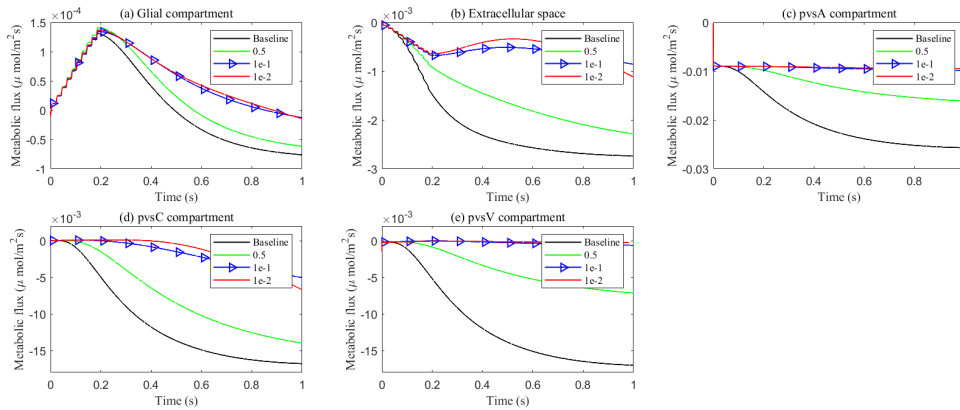 (a) Glial compartment
×10⁻⁴
Metabolic flux (μ mol/m²s)
1.5
1
0.5
0
-0.5
-1
0 0.2 0.4 0.6 0.8 1
Time (s)
Baseline
0.5
1e-1
1e-2
(b) Extracellular space
×10⁻³
Metabolic flux (μ mol/m²s)
0
-1
-2
-3
0 0.2 0.4 0.6 0.8 1
Time (s)
Baseline
0.5
1e-1
1e-2
(c) pvsA compartment
Metabolic flux (μ mol/m²s)
0
-0.01
-0.02
-0.03
0 0.2 0.4 0.6 0.8 1
Time (s)
Baseline
0.5
1e-1
1e-2
(d) pvsC compartment
×10⁻³
Metabolic flux (μ mol/m²s)
0
-5
-10
-15
0 0.2 0.4 0.6 0.8 1
Time (s)
Baseline
0.5
1e-1
1e-2
(e) pvsV compartment
×10⁻³
Metabolic flux (μ mol/m²s)
0
-5
-10
-15
0 0.2 0.4 0.6 0.8 1
Time (s)
Baseline
0.5
1e-1
1e-2